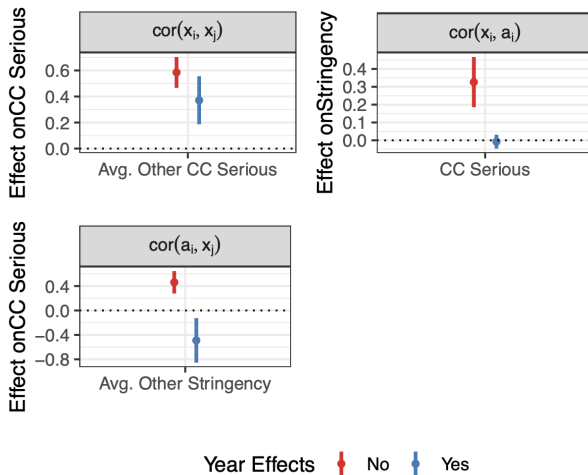 cor(xᵢ, xⱼ)
Effect onCC Serious
0.6
0.4
0.2
0.0
Avg. Other CC Serious
cor(xᵢ, aᵢ)
Effect onStringency
0.4
0.3
0.2
0.1
0.0
CC Serious
cor(aᵢ, xⱼ)
Effect onCC Serious
0.4
0.0
−0.4
−0.8
Avg. Other Stringency
Year Effects No Yes